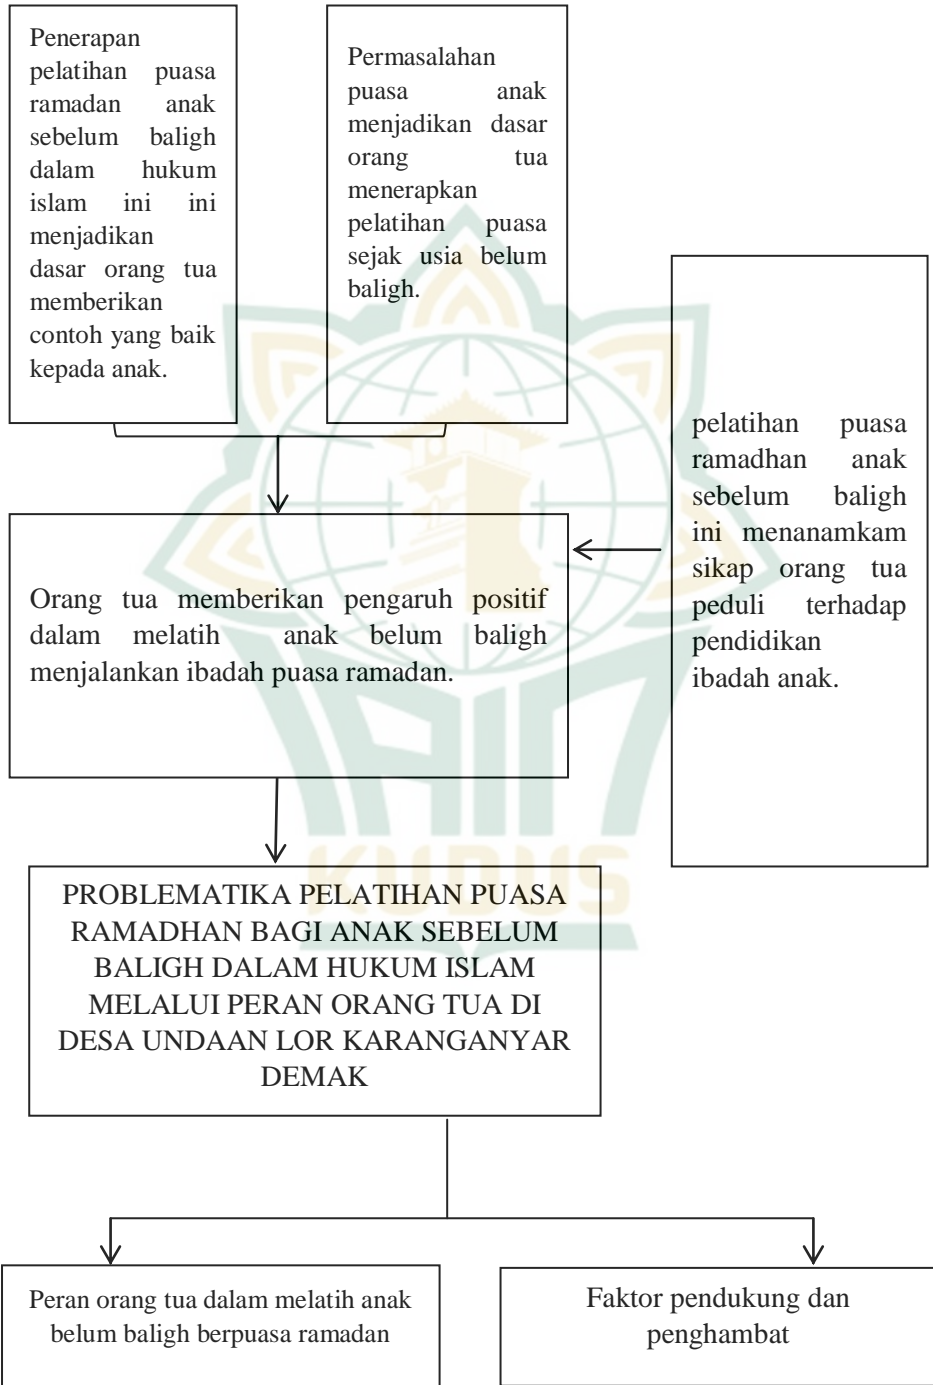 Penerapan
pelatihan puasa
ramadan anak
sebelum baligh
dalam hukum
islam ini ini
menjadikan
dasar orang tua
memberikan
contoh yang baik
kepada anak.
Permasalahan
puasa anak
menjadikan dasar
orang tua
menerapkan
pelatihan puasa
sejak usia belum
baligh.
pelatihan puasa
ramadhan anak
sebelum baligh
ini menanamkam
sikap orang tua
peduli terhadap
pendidikan
ibadah anak.
Orang tua memberikan pengaruh positif
dalam melatih anak belum baligh
menjalankan ibadah puasa ramadan.
PROBLEMATIKA PELATIHAN PUASA
RAMADHAN BAGI ANAK SEBELUM
BALIGH DALAM HUKUM ISLAM
MELALUI PERAN ORANG TUA DI
DESA UNDAAN LOR KARANGANYAR
DEMAK
Peran orang tua dalam melatih anak
belum baligh berpuasa ramadan
Faktor pendukung dan
penghambat
IAIN
KUDUS